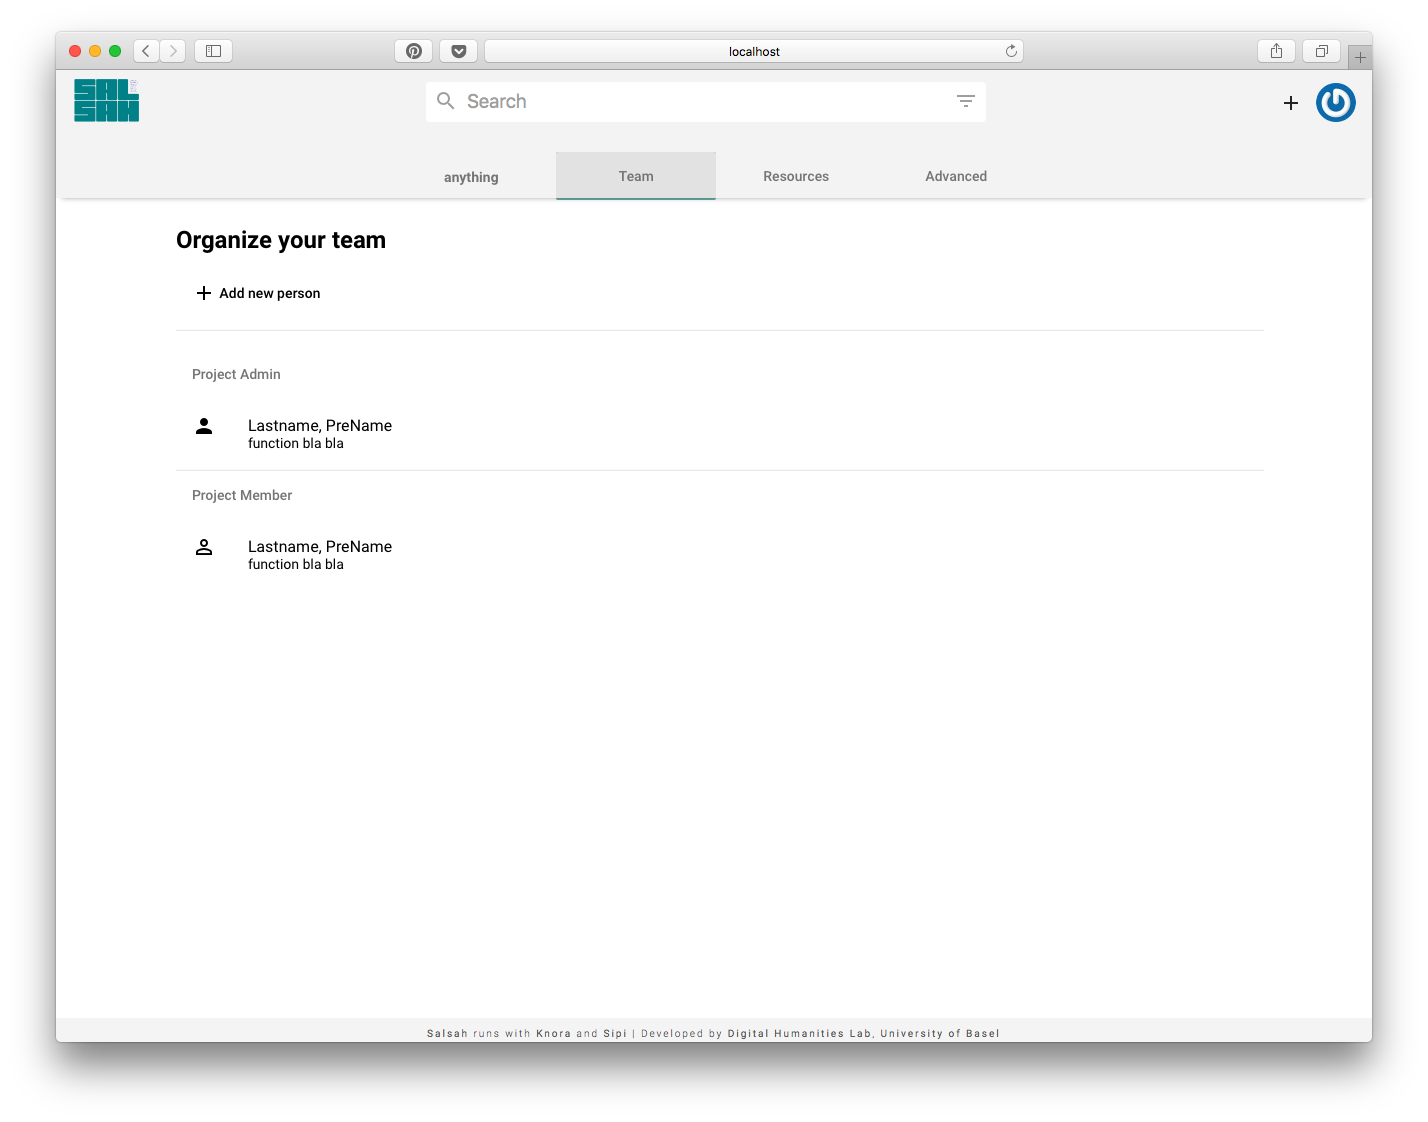 localhost
SAL
SAH
Search
anything
Team
Resources
Advanced
Organize your team
Add new person
Project Admin
Lastname, PreName
function bla bla
Project Member
Lastname, PreName
function bla bla
Salsah runs with Knora and Sipi | Developed by Digital Humanities Lab, University of Basel